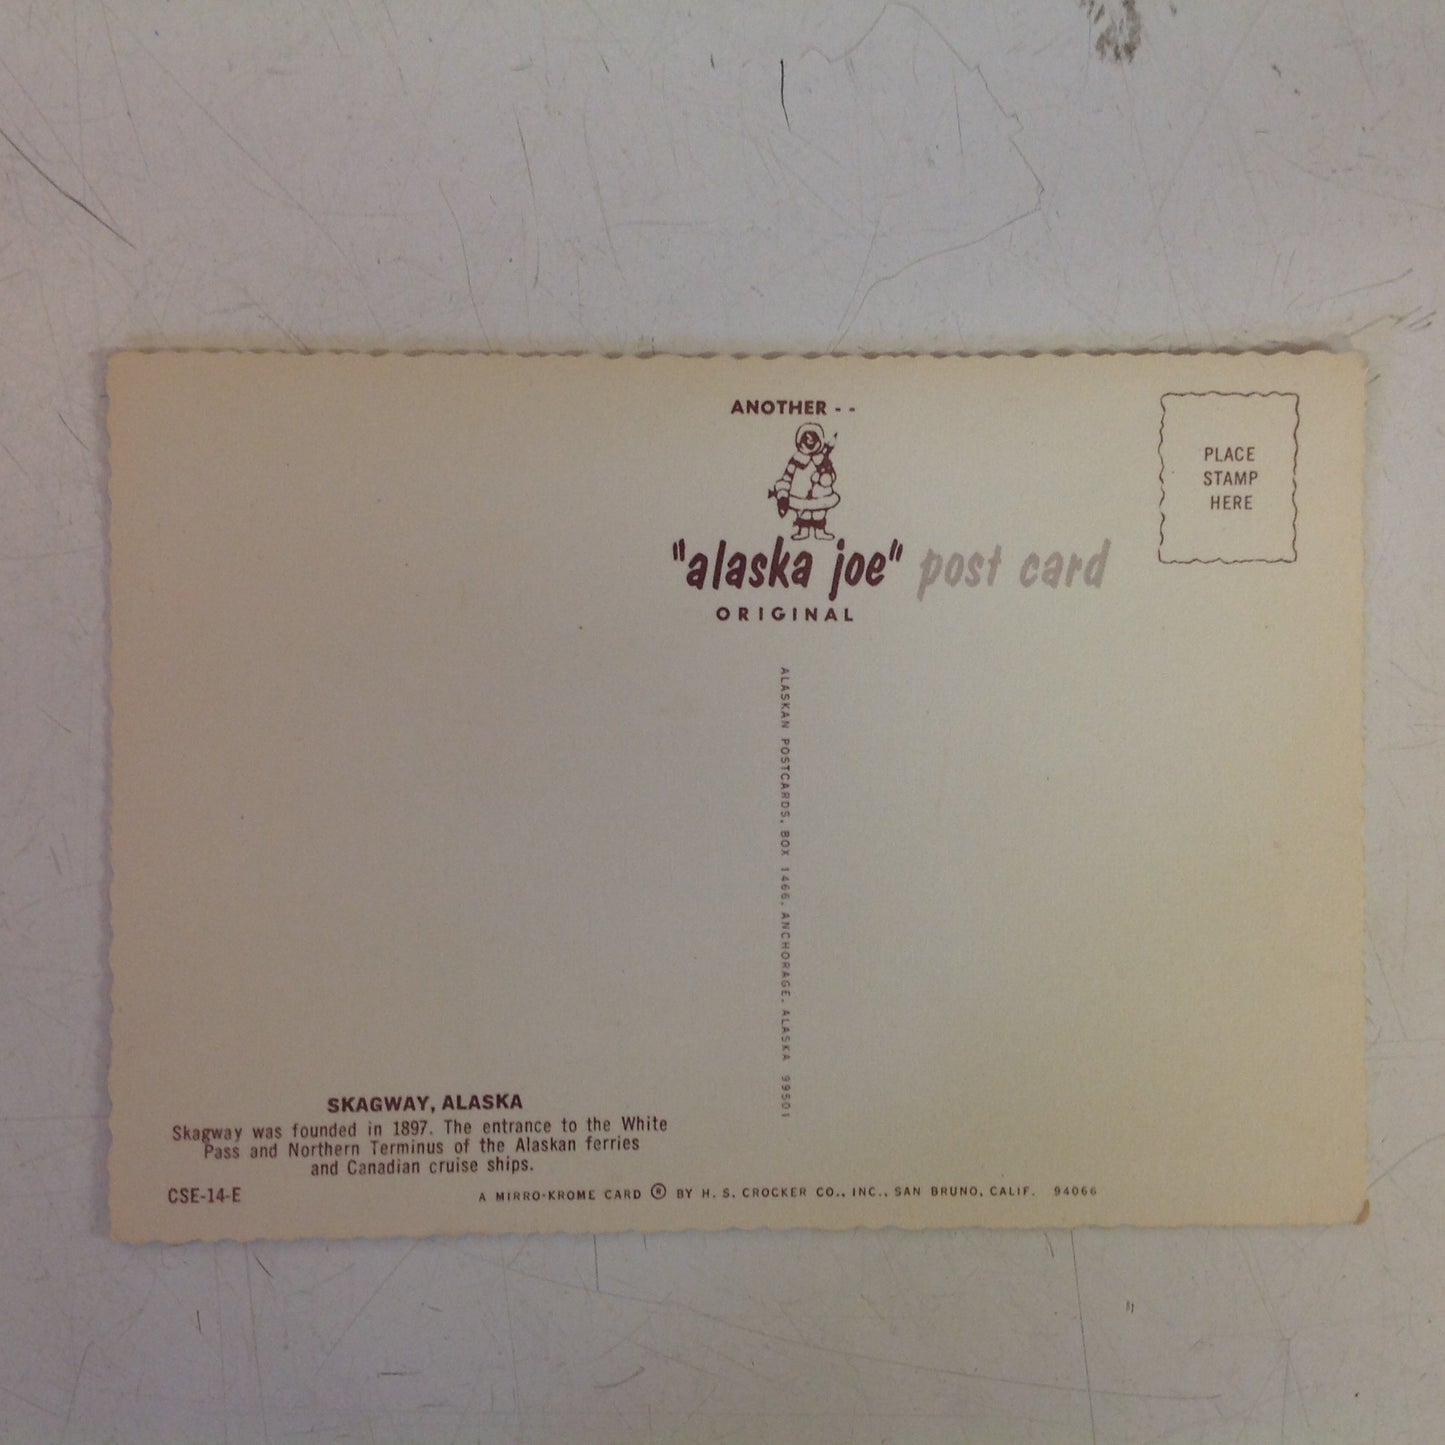 ANOTHER - -
"alaska joe" post card
ORIGINAL
PLACE
STAMP
HERE
ALASKAN POSTCARDS, BOX 1466, ANCHORAGE, ALASKA 99501
SKAGWAY, ALASKA
Skagway was founded in 1897. The entrance to the White
Pass and Northern Terminus of the Alaskan ferries
and Canadian cruise ships.
CSE-14-E
A MIRRO-KROME CARD ® BY H. S. CROCKER CO., INC., SAN BRUNO, CALIF. 94066